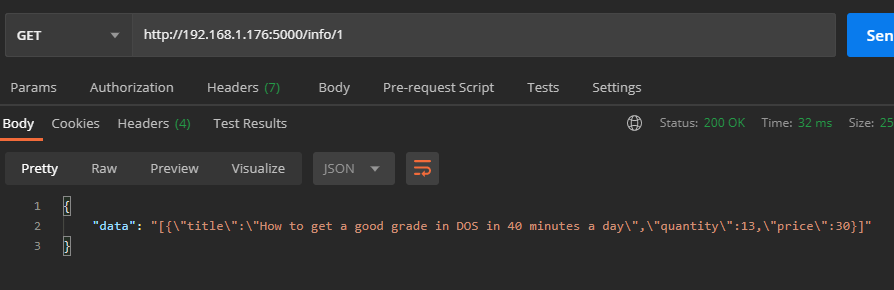 GET http://192.168.1.176:5000/info/1 Sen
Params Authorization Headers (7) Body Pre-request Script Tests Settings
Body Cookies Headers (4) Test Results Status: 200 OK Time: 32 ms Size: 25
Pretty Raw Preview Visualize JSON
1 {
2 "data": "[{\"title\":\"How to get a good grade in DOS in 40 minutes a day\",\"quantity\":13,\"price\":30}]"
3 }